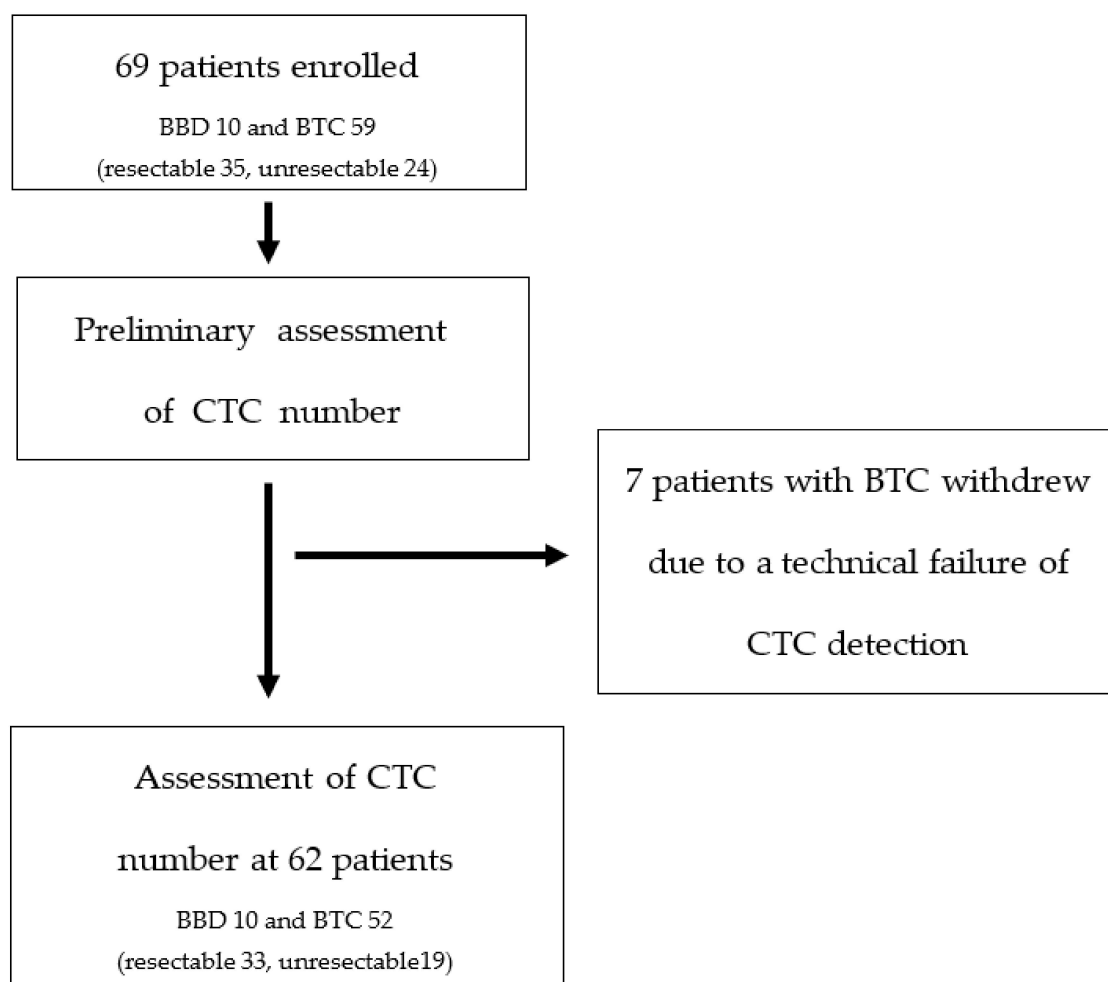 69 patients enrolled
BBD 10 and BTC 59
(resectable 35, unresectable 24)
Preliminary assessment
of CTC number
7 patients with BTC withdrew
due to a technical failure of
CTC detection
Assessment of CTC
number at 62 patients
BBD 10 and BTC 52
(resectable 33, unresectable19)